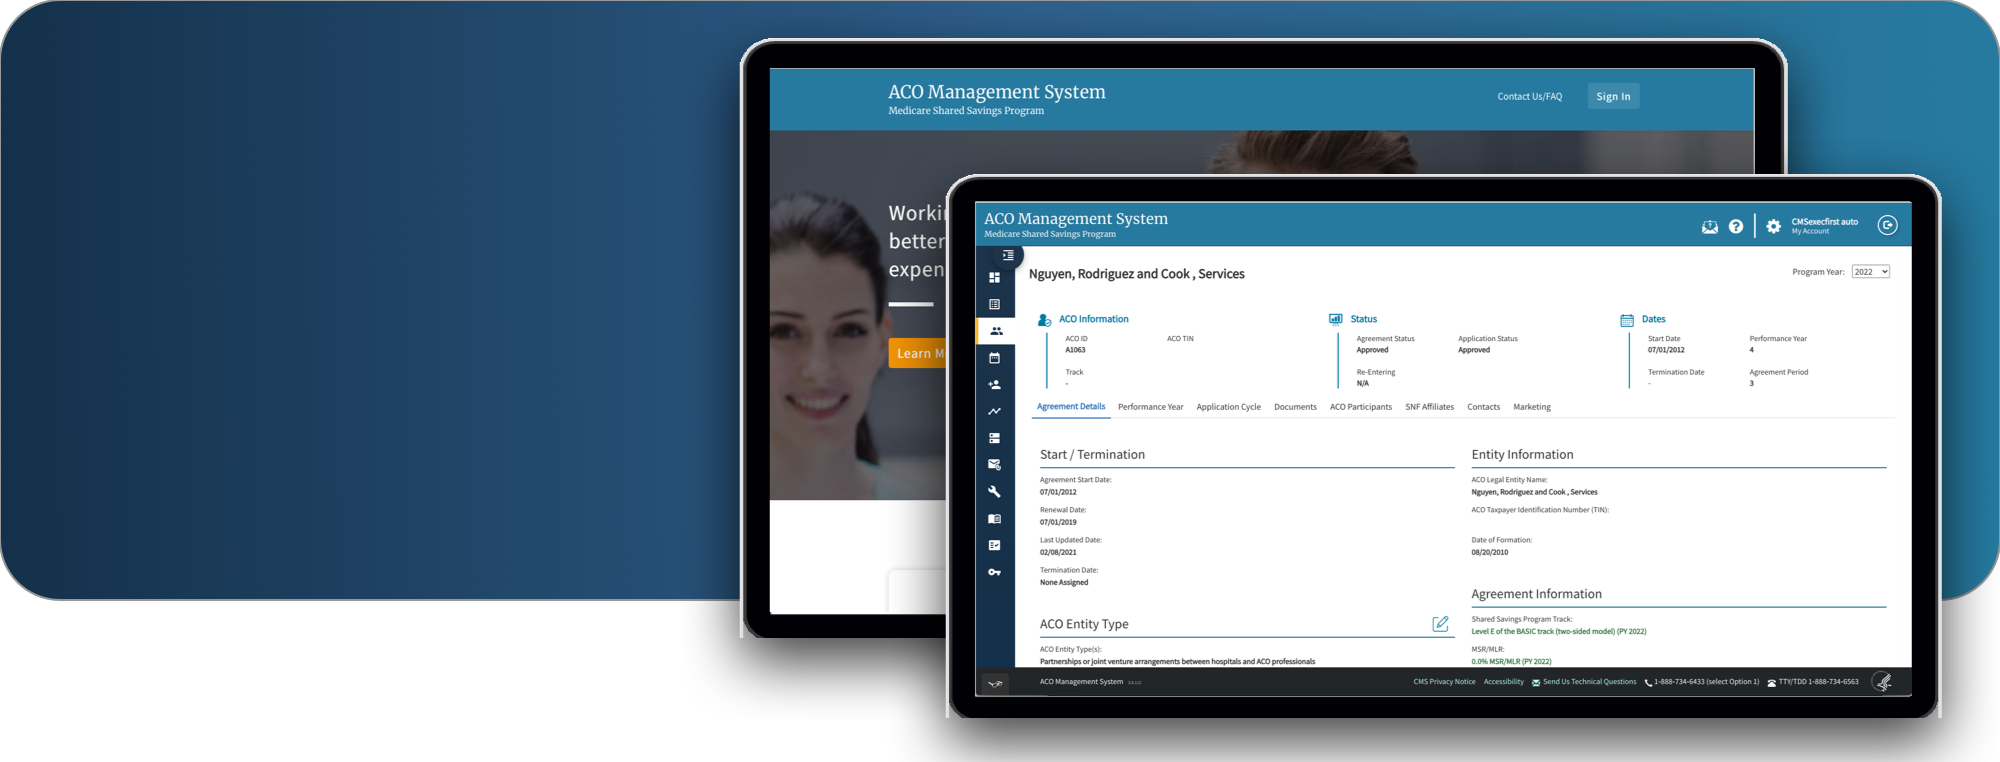 ACO Management System
Medicare Shared Savings Program
Contact Us/FAQ
Sign In
better
Learn
ACO Management System
Medicare Shared Savings Program
CMSexecfirst auto
My Account
Nguyen, Rodriguez and Cook , Services
Program Year: 2022
ACO Information
ACO ID
A1063
ACO TIN
Track
-
Status
Agreement Status
Approved
Application Status
Approved
Re-Entering
N/A
Dates
Start Date
07/01/2012
Performance Year
4
Termination Date
-
Agreement Period
3
Agreement Details Performance Year Application Cycle Documents ACO Participants SNF Affiliates Contacts Marketing
Start / Termination
Agreement Start Date:
07/01/2012
Renewal Date:
07/01/2019
Last Updated Date:
02/08/2021
Termination Date:
None Assigned
ACO Entity Type
ACO Entity Type(s):
Partnerships or joint venture arrangements between hospitals and ACO professionals
Entity Information
ACO Legal Entity Name:
Nguyen, Rodriguez and Cook , Services
ACO Taxpayer Identification Number (TIN):
Date of Formation:
08/20/2010
Agreement Information
Shared Savings Program Track:
Level E of the BASIC track (two-sided model) (PY 2022)
MSR/MLR:
0.0% MSR/MLR (PY 2022)
ACO Management System
CMS Privacy Notice Accessibility Send Us Technical Questions 1-888-734-6433 (select Option 1) TTY/TDD 1-888-734-6563